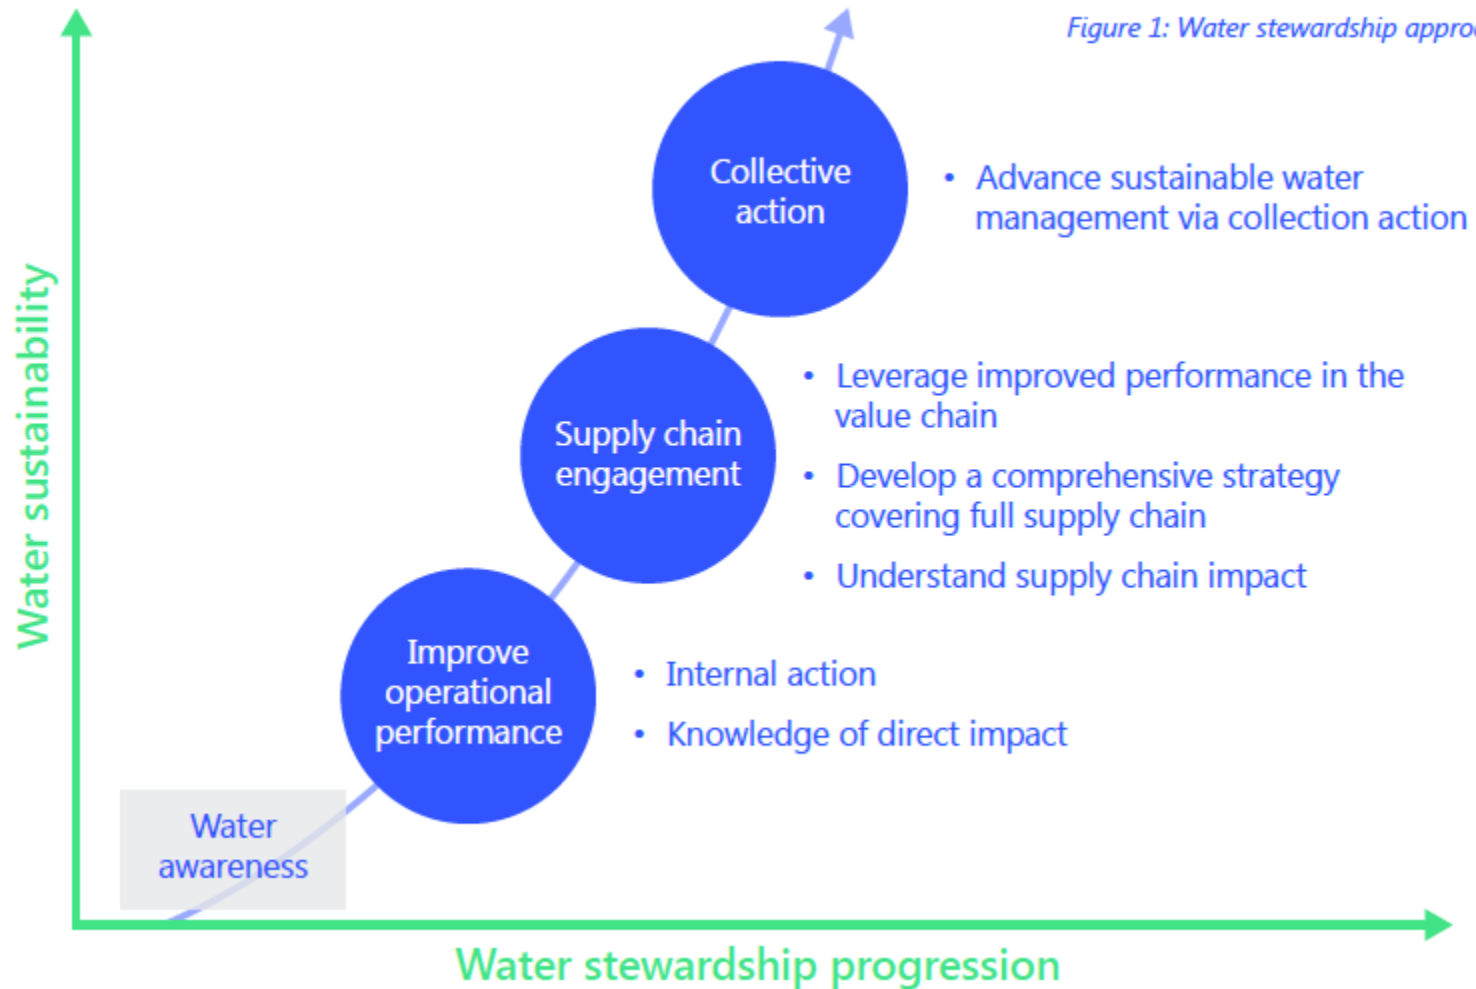 Figure 1: Water stewardship
Collective
action
• Advance sustainable water
management via collection action
Supply chain
engagement
• Leverage improved performance in the
value chain
• Develop a comprehensive strategy
covering full supply chain
• Understand supply chain impact
Improve
operational
performance
• Internal action
• Knowledge of direct impact
Water
awareness
Water sustainability
Water stewardship progression